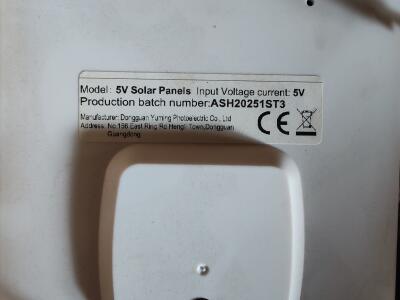 Model: 5V Solar Panels Input Voltage current: 5V
Production batch number:ASH20251ST3
Manufacturer: Dongguan Yuming Photoelectric Co., Ltd
Address: No.156 East Ring Rd Hengli Town,Dongguan
Guangdong
CE